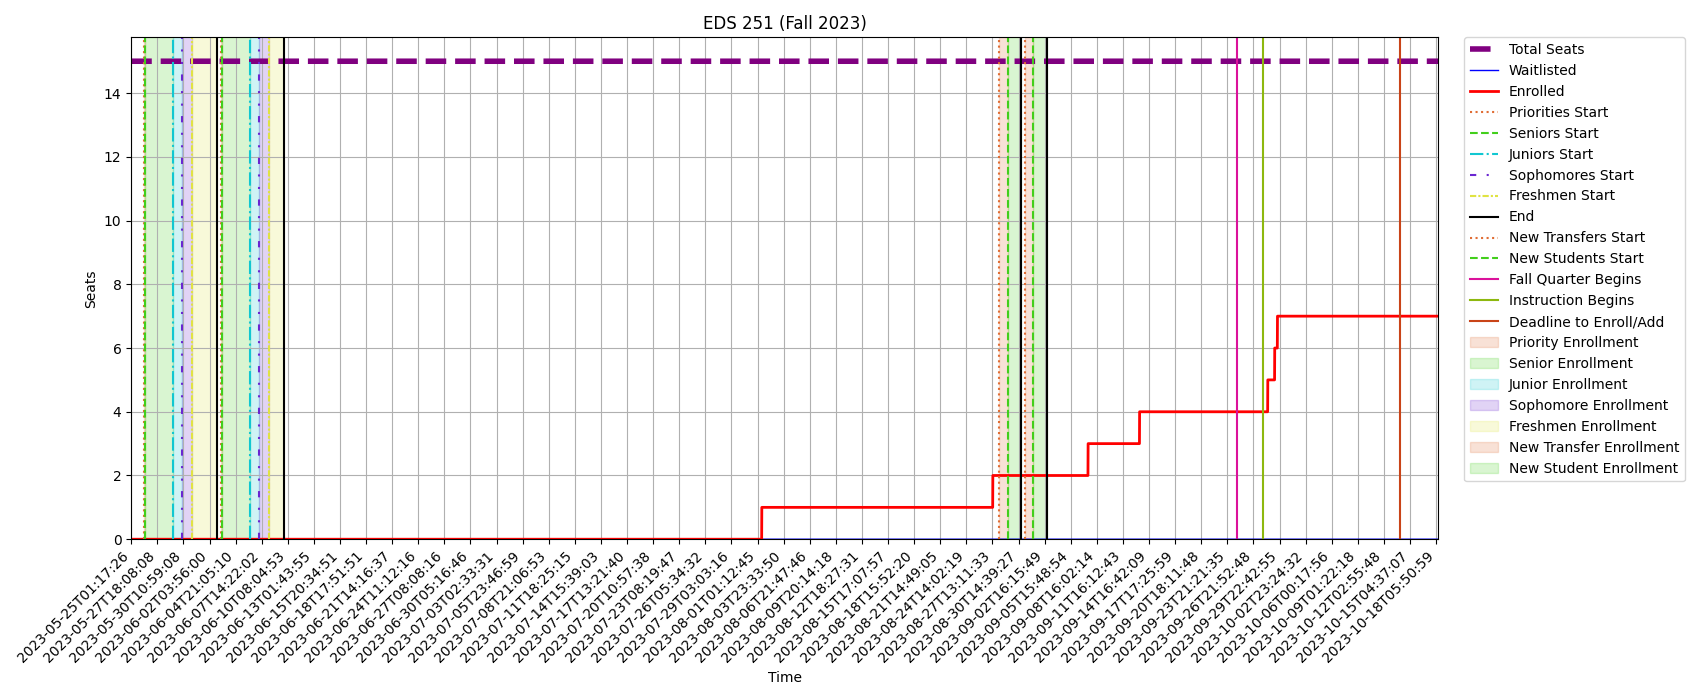 EDS 251 (Fall 2023)
Seats
14
12
10
8
6
4
2
0
2023-05-25T01:17:26
2023-05-27T18:08:08
2023-05-30T10:59:08
2023-06-02T03:56:00
2023-06-04T21:05:10
2023-06-07T14:22:02
2023-06-10T08:04:53
2023-06-13T01:43:55
2023-06-15T20:34:51
2023-06-18T17:51:51
2023-06-21T14:16:37
2023-06-24T11:12:16
2023-06-27T08:08:16
2023-06-30T05:16:46
2023-07-03T02:33:31
2023-07-05T23:46:59
2023-07-08T21:06:53
2023-07-11T18:25:15
2023-07-14T15:39:03
2023-07-17T13:21:40
2023-07-20T10:57:38
2023-07-23T08:19:47
2023-07-26T05:34:32
2023-07-29T03:03:16
2023-08-01T01:12:45
2023-08-03T23:33:50
2023-08-06T21:47:46
2023-08-09T20:14:18
2023-08-12T18:27:31
2023-08-15T17:07:57
2023-08-18T15:52:20
2023-08-21T14:49:05
2023-08-24T14:02:19
2023-08-27T13:11:33
2023-08-30T14:39:27
2023-09-02T16:15:49
2023-09-05T15:48:54
2023-09-08T16:02:14
2023-09-11T16:12:43
2023-09-14T16:42:09
2023-09-17T17:25:59
2023-09-20T18:11:48
2023-09-23T21:21:35
2023-09-26T21:52:48
2023-09-29T22:42:55
2023-10-02T23:24:32
2023-10-06T00:17:56
2023-10-09T01:22:18
2023-10-12T02:55:48
2023-10-15T04:37:07
2023-10-18T05:50:59
Time
Total Seats
Waitlisted
Enrolled
Priorities Start
Seniors Start
Juniors Start
Sophomores Start
Freshmen Start
End
New Transfers Start
New Students Start
Fall Quarter Begins
Instruction Begins
Deadline to Enroll/Add
Priority Enrollment
Senior Enrollment
Junior Enrollment
Sophomore Enrollment
Freshmen Enrollment
New Transfer Enrollment
New Student Enrollment